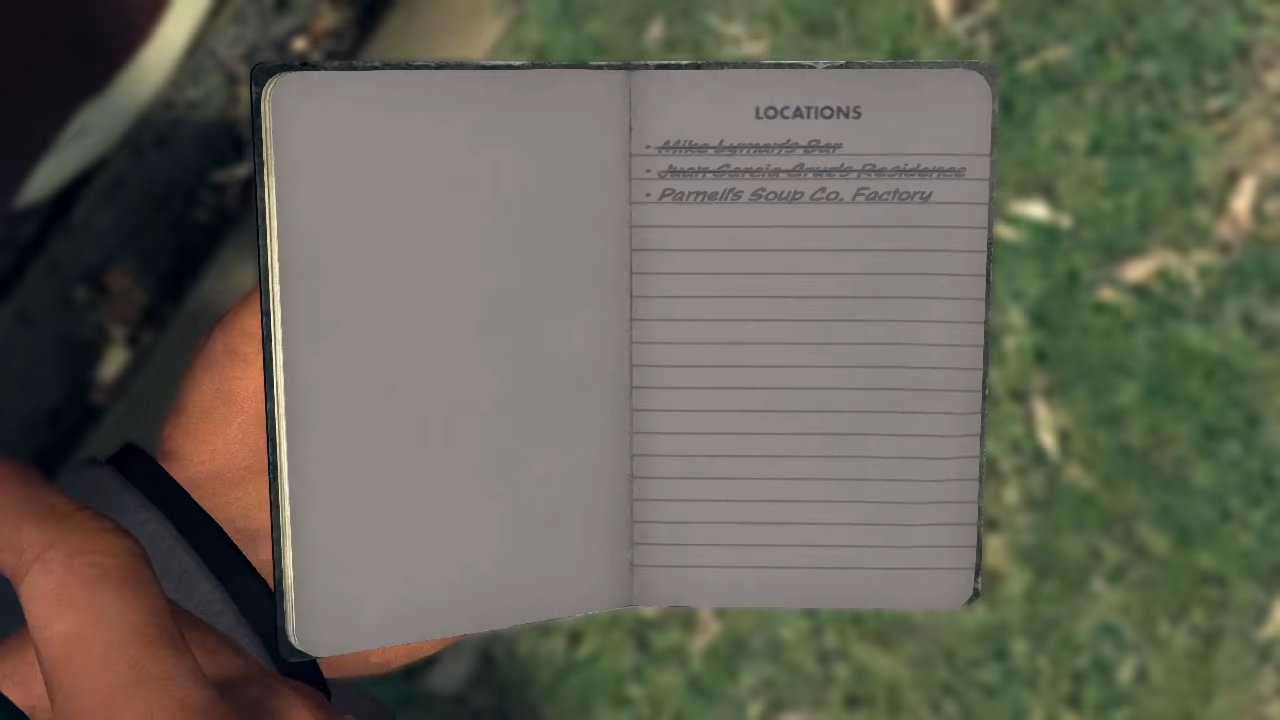 LOCATIONS
- Mike Lyman's Bar
- Juan Garcia Cruz's Residence
- Parnell's Soup Co. Factory